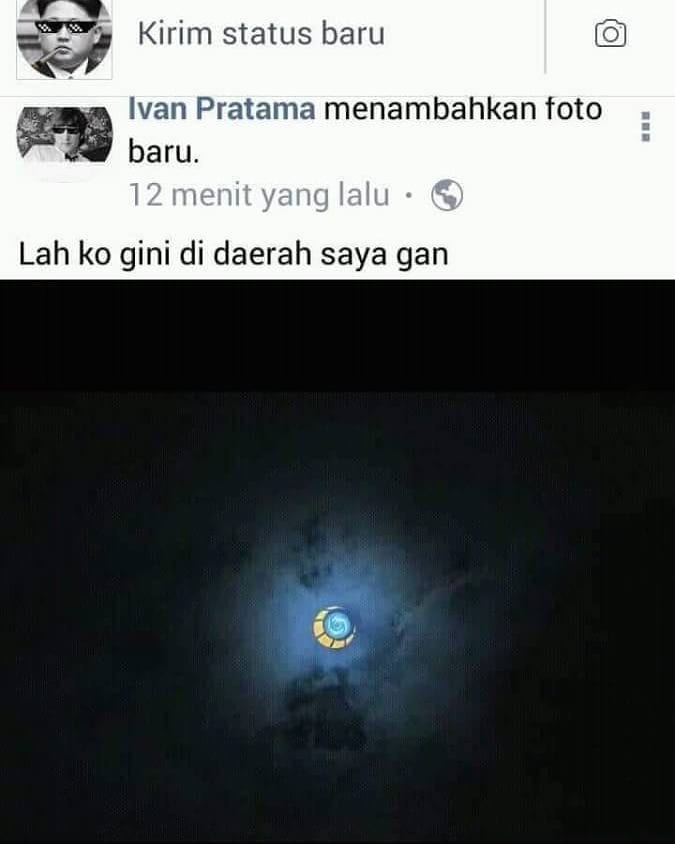 Kirim status baru
Ivan Pratama menambahkan foto
baru.
12 menit yang lalu ·
Lah ko gini di daerah saya gan